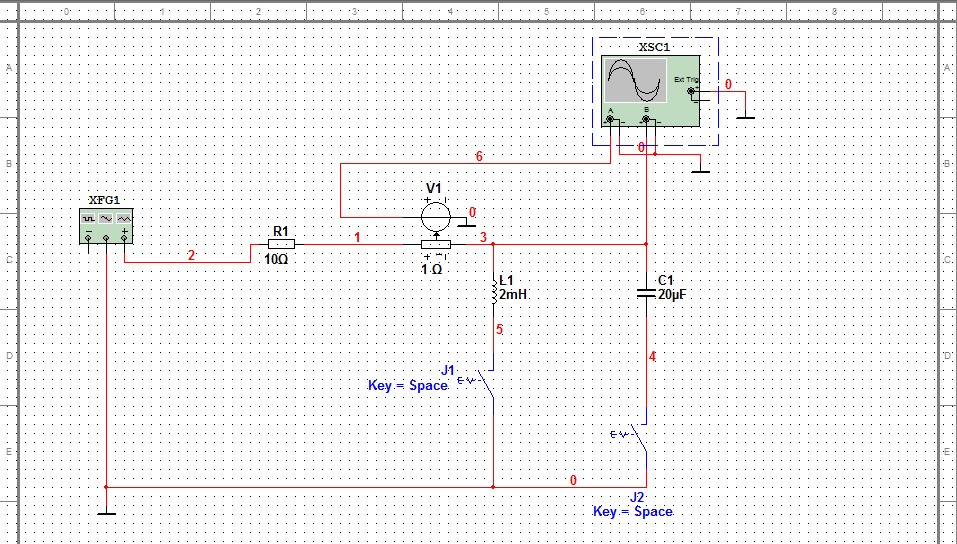 0 1 2 3 4 5 6 7 8
XSC1
A A
Ext Trig
+
-
0
A B
+ - + -
0
B B
6
V1
+ -
XFG1
0
- +
R1
1
3
2
C C
10Ω
+ -
1 Ω
L1
2mH
C1
20µF
5
D D
4
J1
Key = Space
E E
0
J2
Key = Space